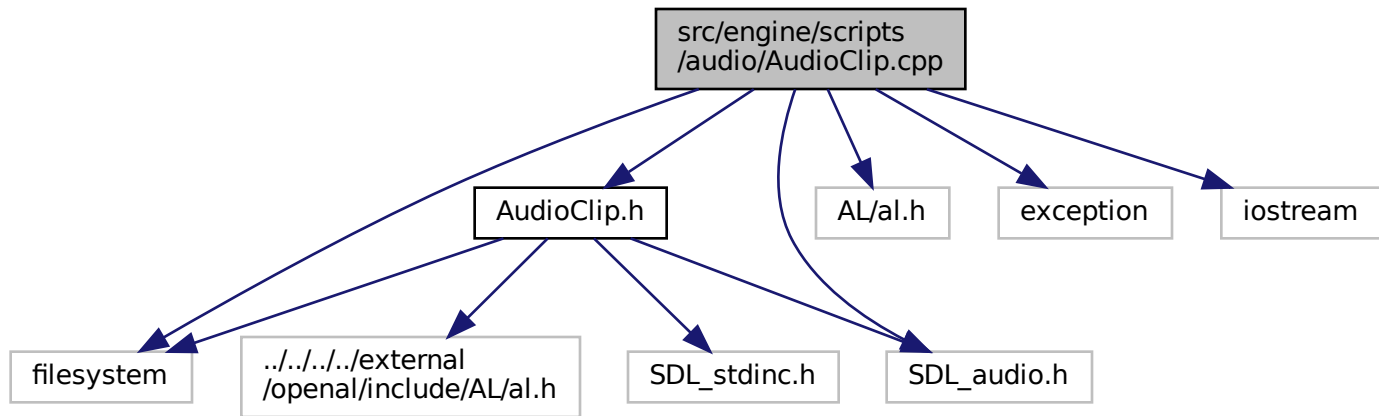 src/engine/scripts
/audio/AudioClip.cpp
AudioClip.h
AL/al.h
exception
iostream
filesystem
../../../../external
/openal/include/AL/al.h
SDL_stdinc.h
SDL_audio.h